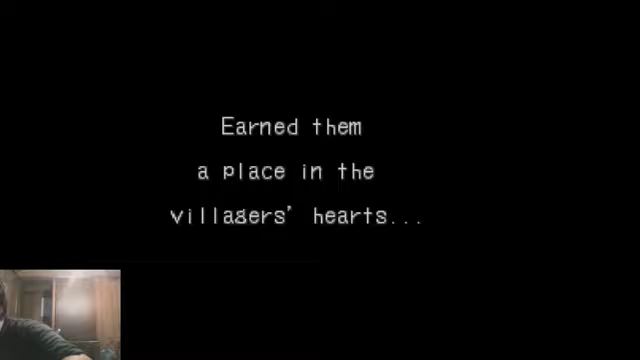 Earned them
a place in the
villagers' hearts...